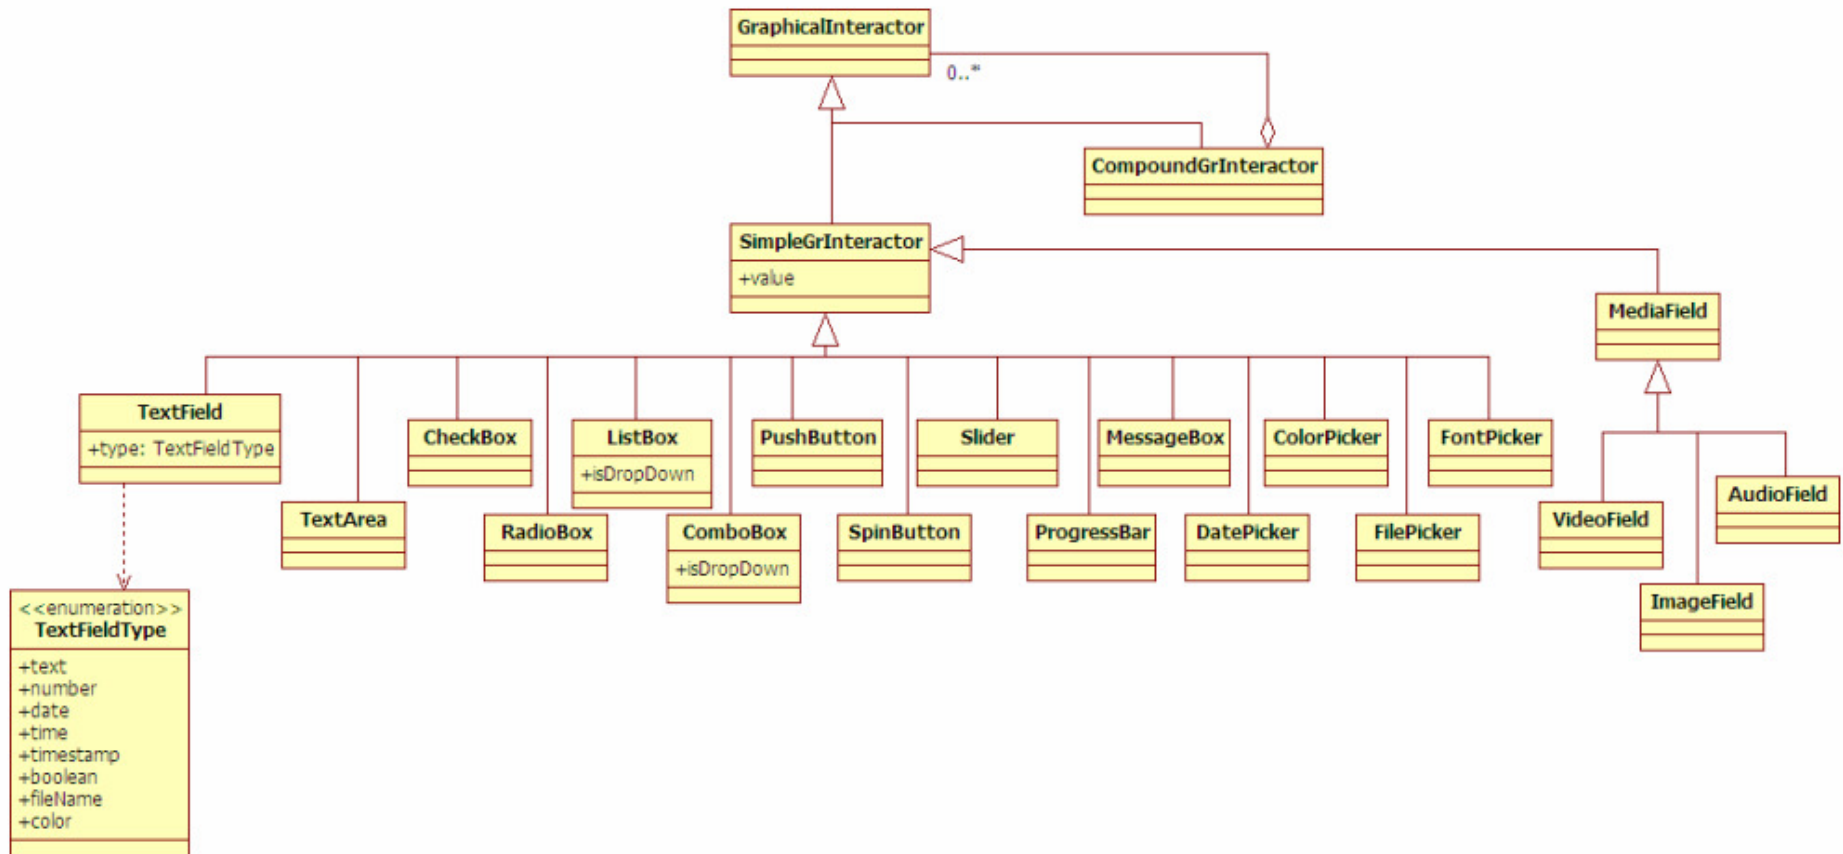 GraphicalInteractor
0..*
CompoundGrInteractor
SimpleGrInteractor
+value
MediaField
TextField
+type: TextFieldType
CheckBox
ListBox
+isDropDown
PushButton
Slider
MessageBox
ColorPicker
FontPicker
TextArea
RadioBox
ComboBox
+isDropDown
SpinButton
ProgressBar
DatePicker
FilePicker
VideoField
AudioField
ImageField
<<enumeration>>
TextFieldType
+text
+number
+date
+time
+timestamp
+boolean
+fileName
+color